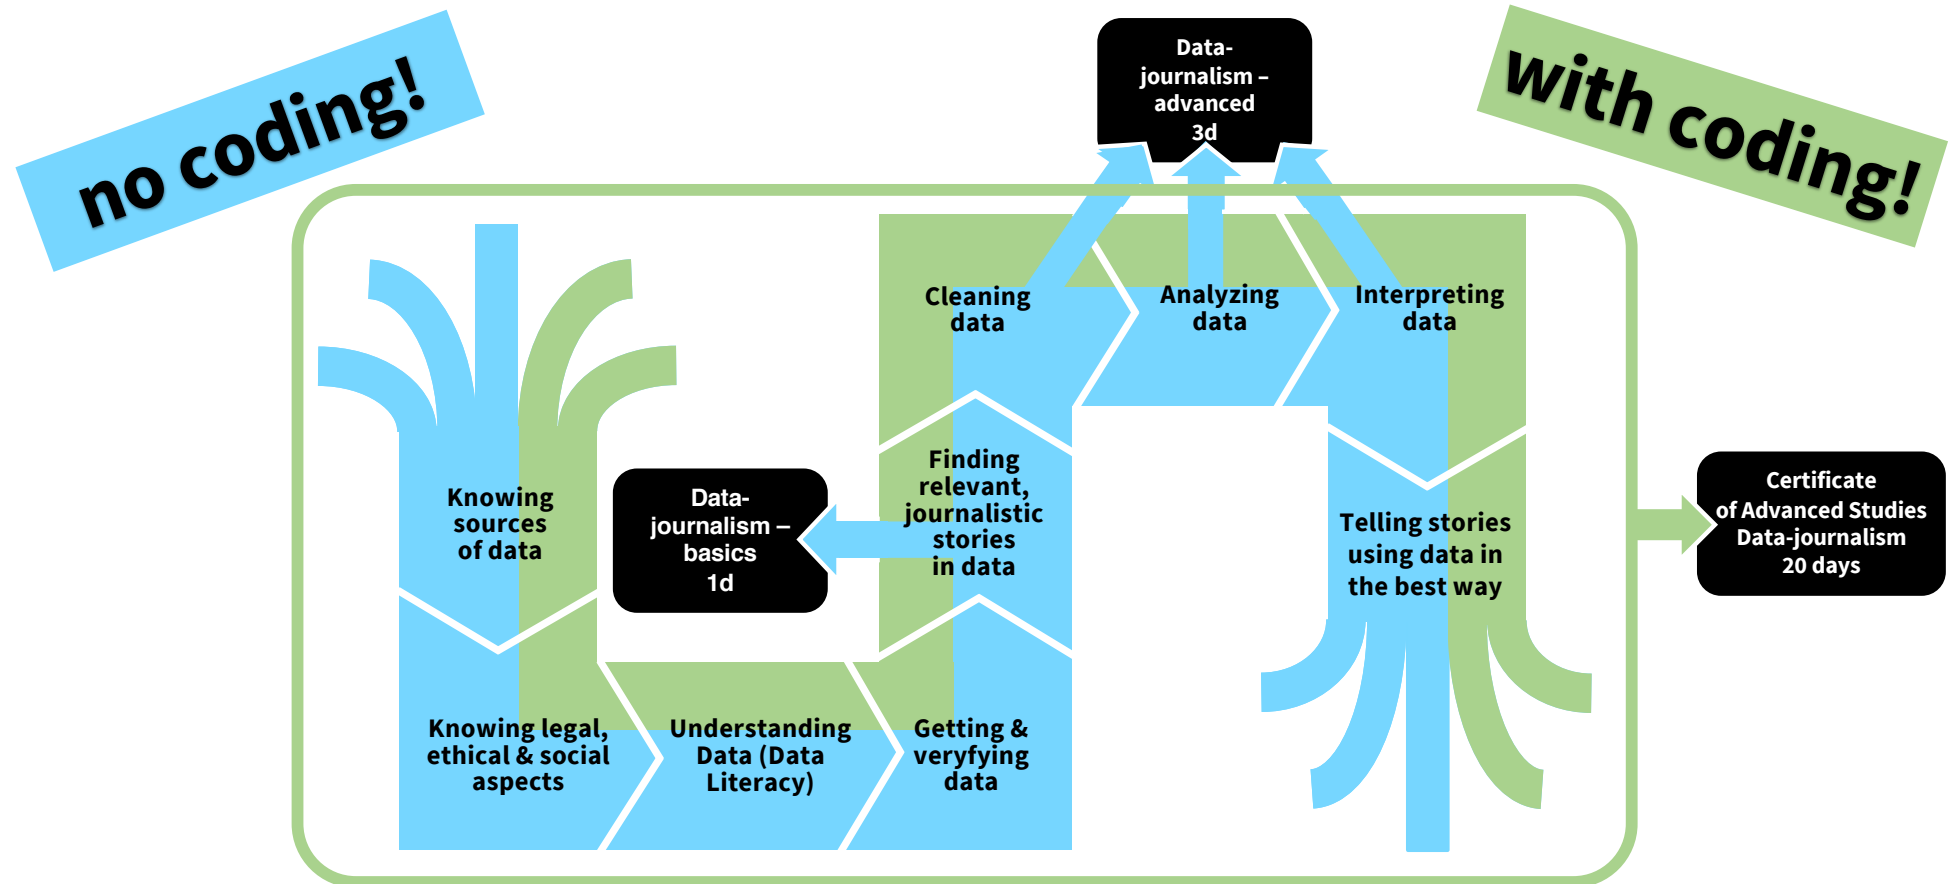 no coding!
with coding!
Data-
journalism –
advanced
3d
Cleaning
data
Analyzing
data
Interpreting
data
Knowing
sources
of data
Data-
journalism –
basics
1d
Finding
relevant,
journalistic
stories
in data
Telling stories
using data in
the best way
Certificate
of Advanced Studies
Data-journalism
20 days
Knowing legal,
ethical & social
aspects
Understanding
Data (Data
Literacy)
Getting &
veryfying
data